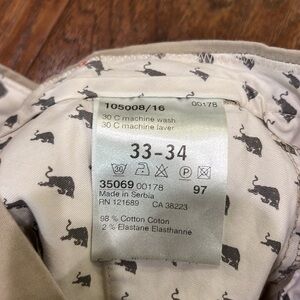 105008/16 00178
30 C machine wash
30 C machine laver
33-34
30 P
35069 00178 97
Made in Serbia
RN 121689 CA 38223
98 % Cotton Coton
2 % Elastane Elasthanne